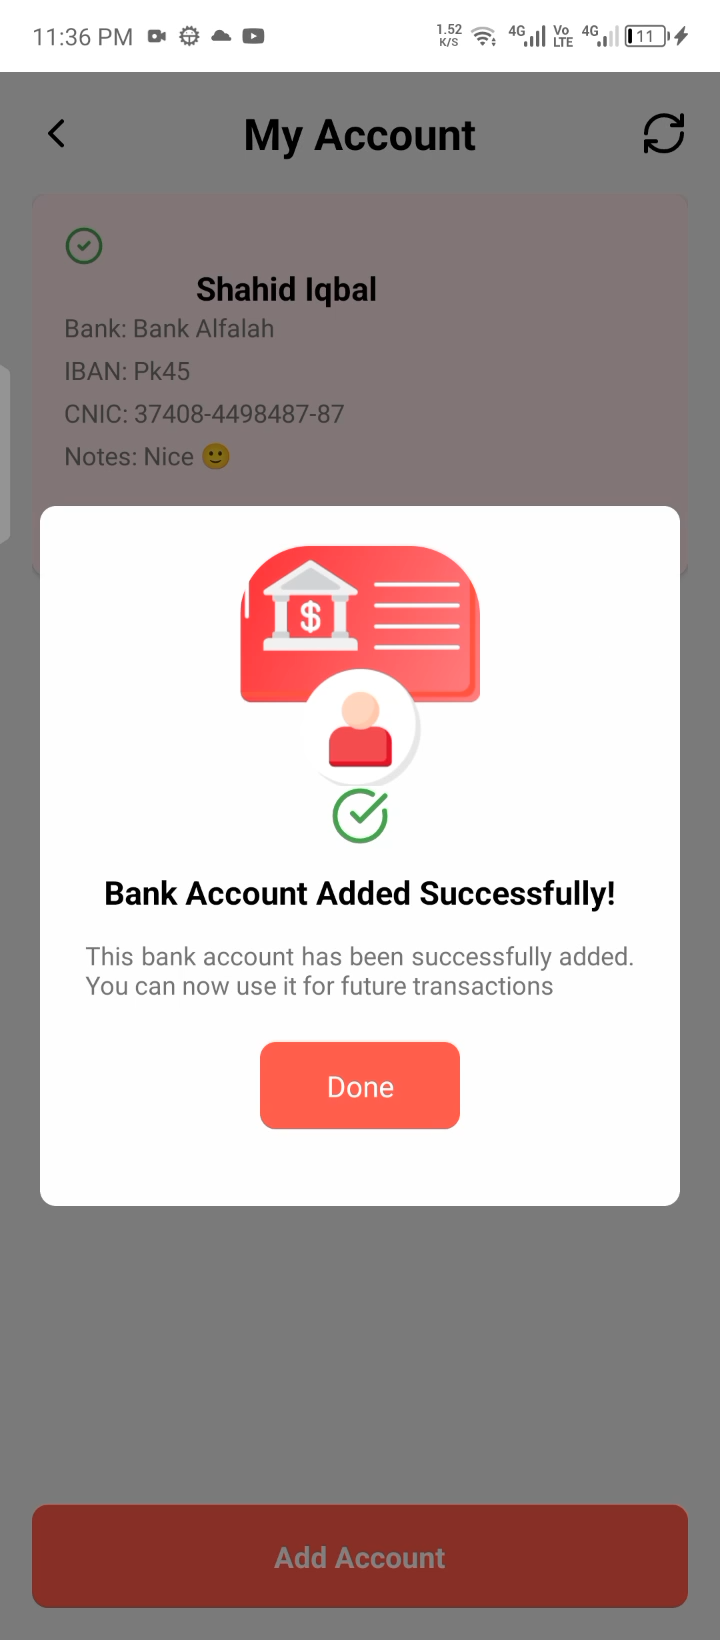 11:36 PM
1.52 K/S 4G Vo LTE 4G 11
My Account
Shahid Iqbal
Bank: Bank Alfalah
IBAN: Pk45
CNIC: 37408-4498487-87
Notes: Nice 🙂
$
Bank Account Added Successfully!
This bank account has been successfully added.
You can now use it for future transactions
Done
Add Account